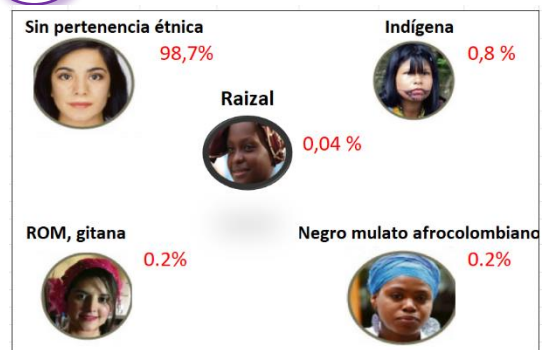 Sin pertenencia étnica
98,7%
Indígena
0,8 %
Raizal
0,04 %
ROM, gitana
0.2%
Negro mulato afrocolombiano
0.2%